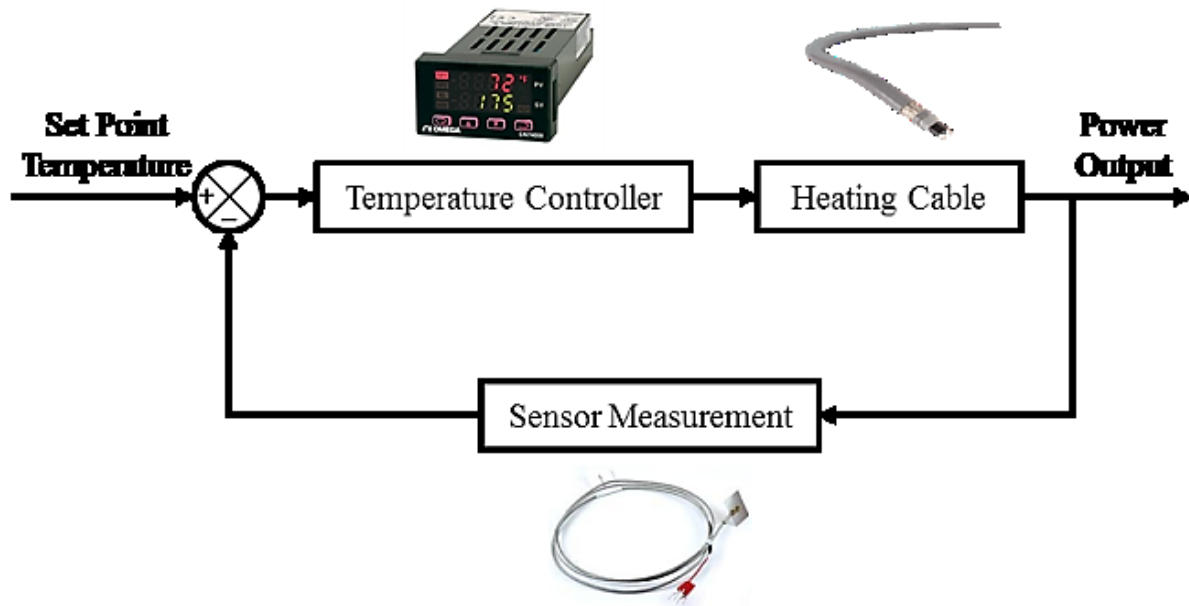 72 °F PV
175 SV
OMEGA
Set Point
Temperature
+
−
Temperature Controller
Heating Cable
Power
Output
Sensor Measurement